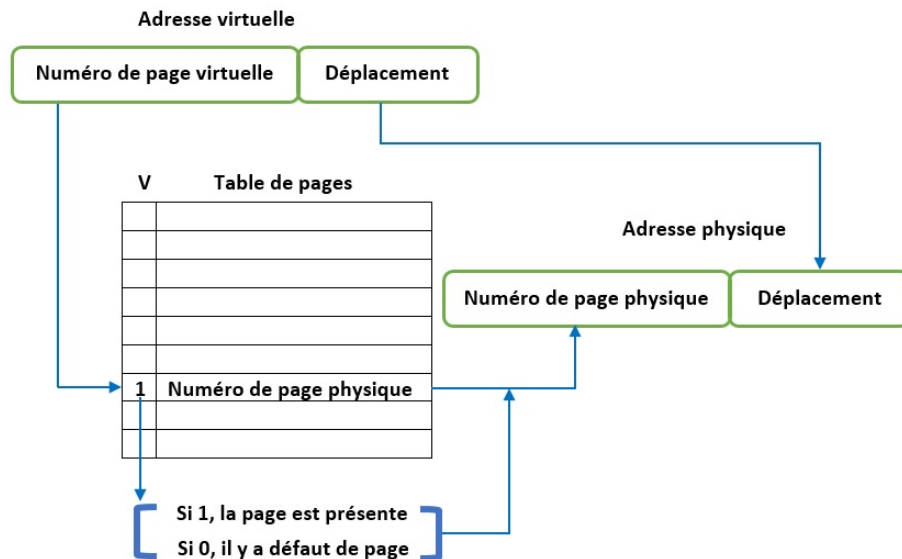 Adresse virtuelle
Numéro de page virtuelle Déplacement
V Table de pages
Adresse physique
Numéro de page physique Déplacement
1 Numéro de page physique
Si 1, la page est présente
Si 0, il y a défaut de page